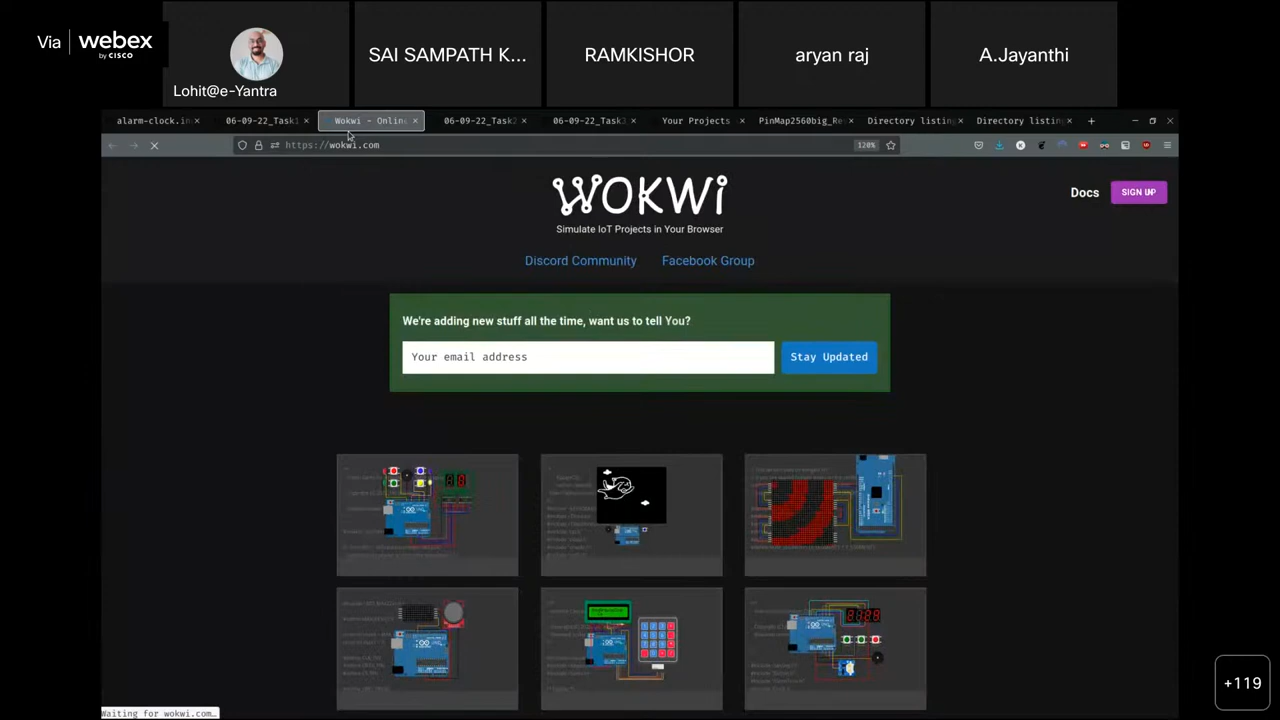 Via webex
by CISCO
Lohit@e-Yantra
SAI SAMPATH K...
RAMKISHOR
aryan raj
A.Jayanthi
alarm-clock.in
06-09-22_Task1
Wokwi - Online
06-09-22_Task2
06-09-22_Task2
Your Projects
PinMap2560big_Re
Directory listing
Directory listing
https://wokwi.com
120%
WOKWi
Simulate IoT Projects in Your Browser
Docs
SIGN UP
Discord Community
Facebook Group
We're adding new stuff all the time, want us to tell You?
Your email address
Stay Updated
Waiting for wokwi.com…
+119